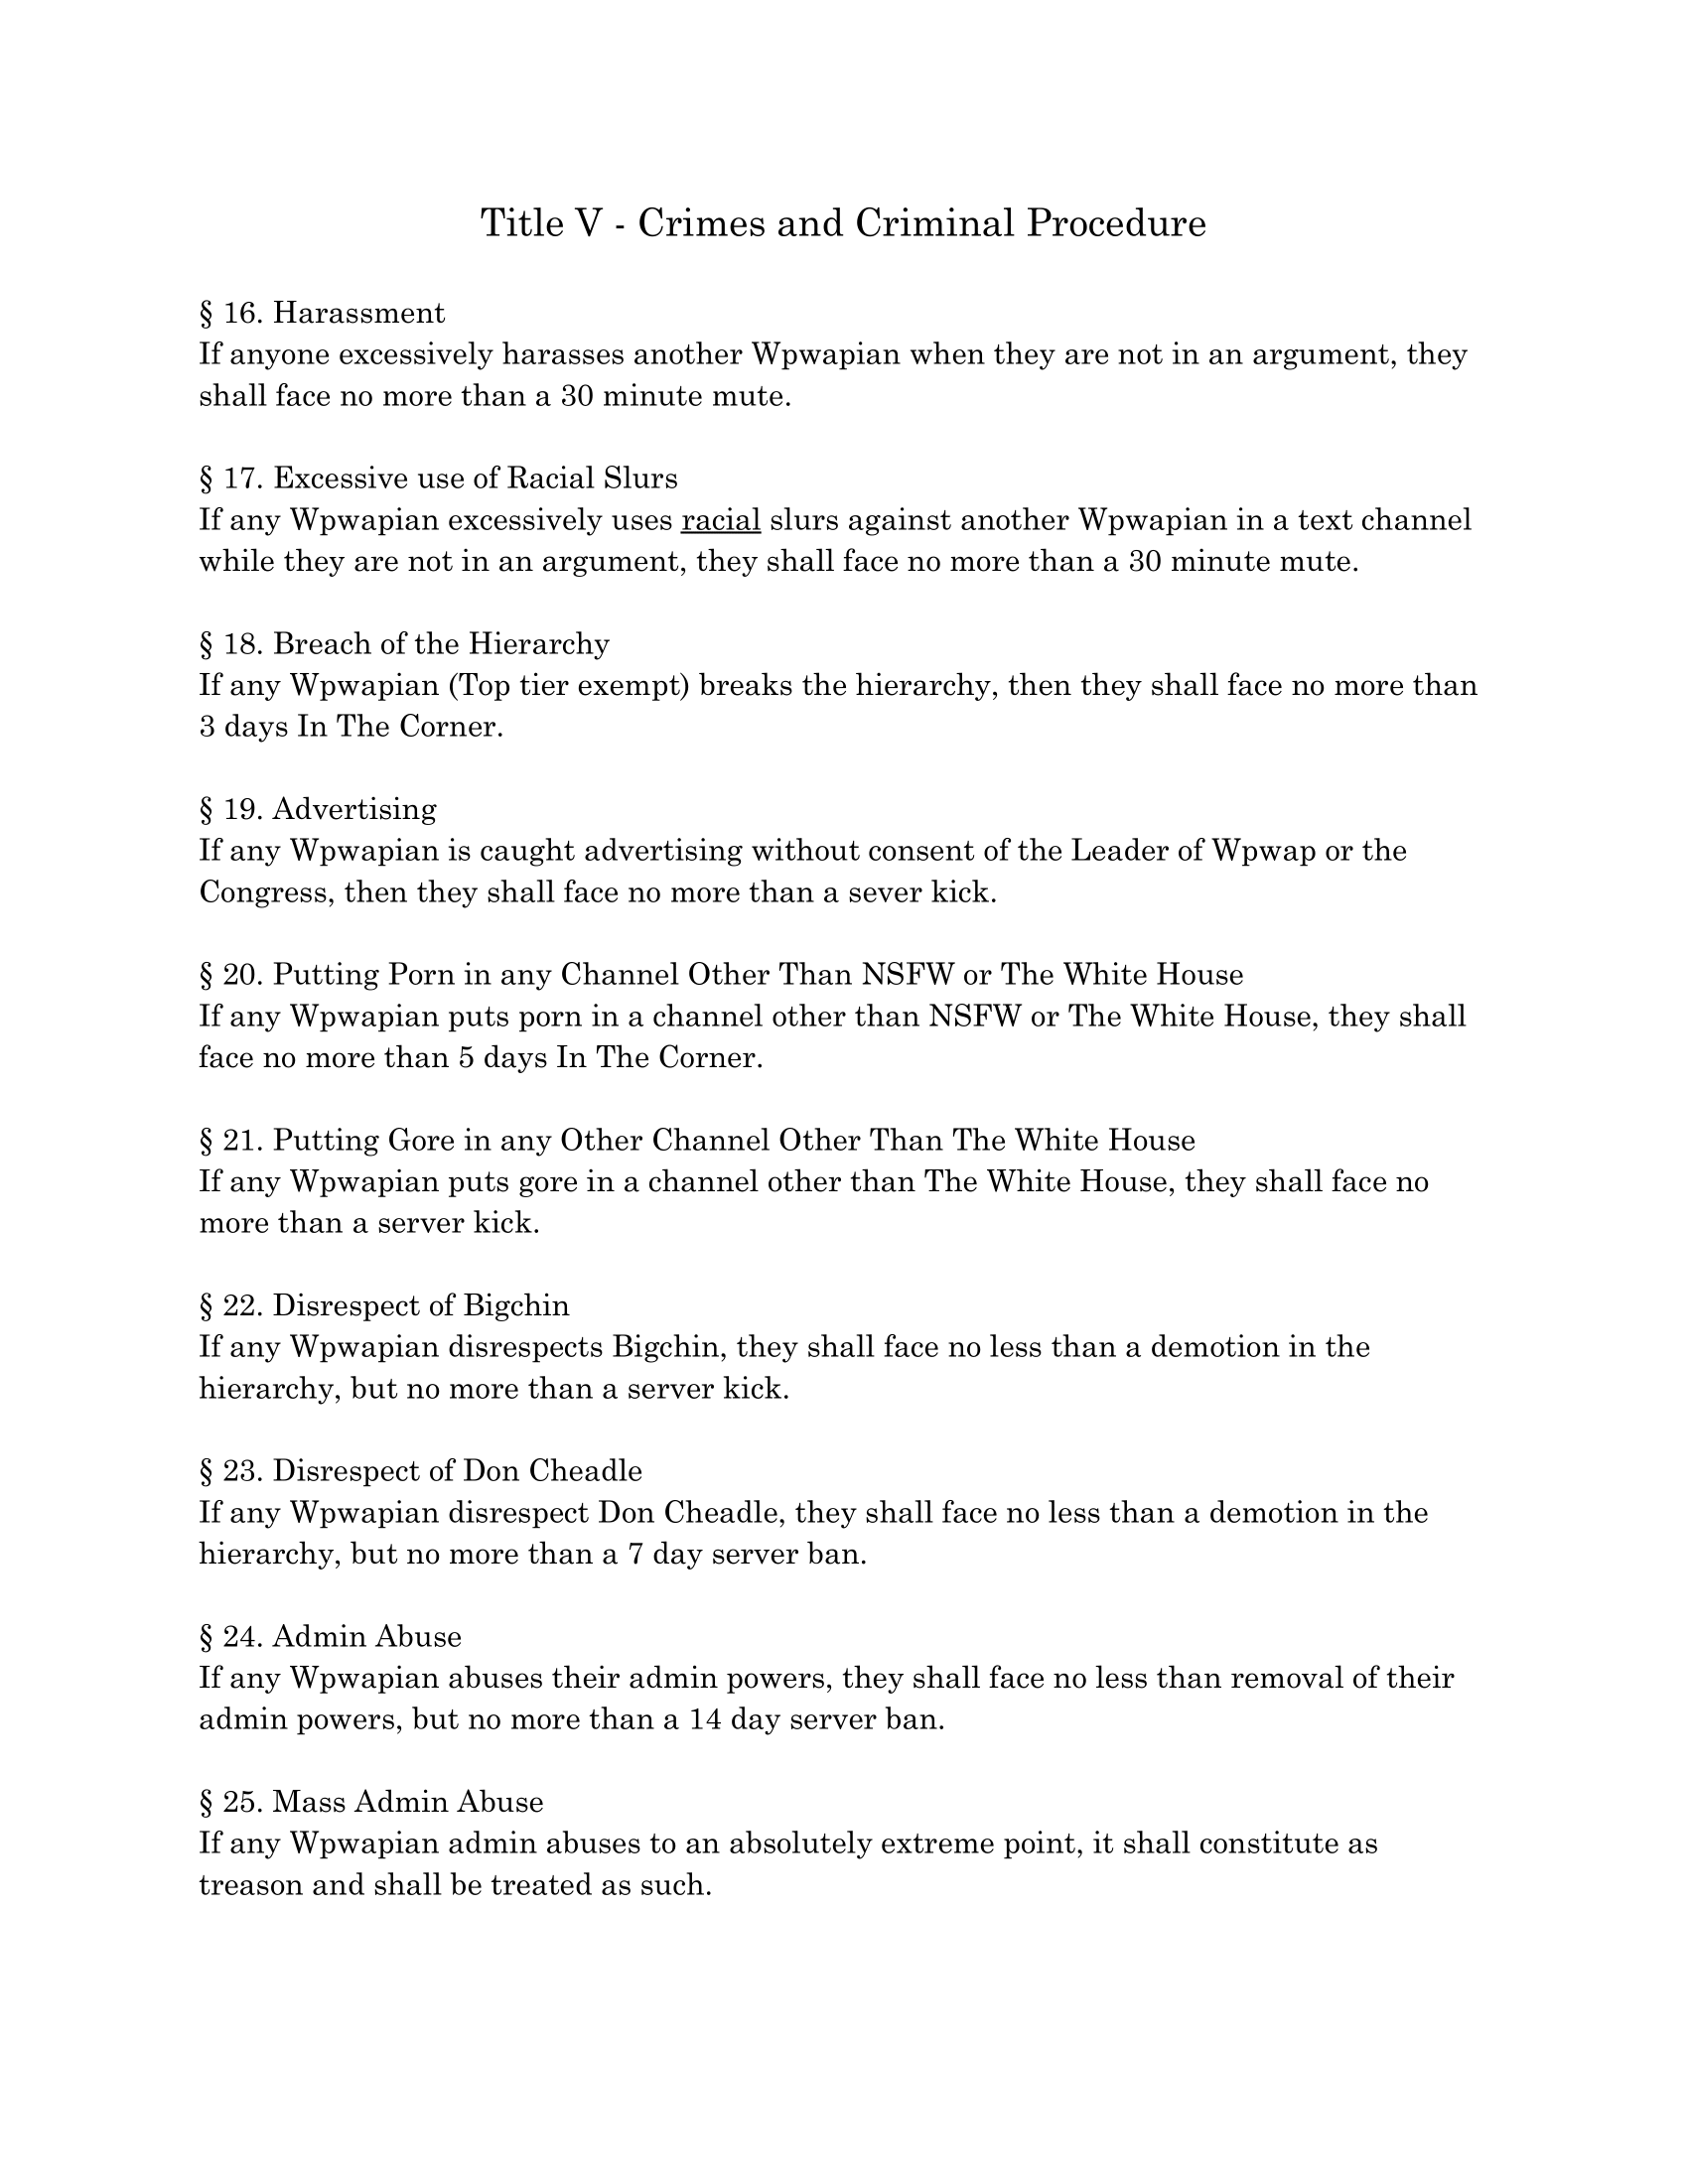 Title V - Crimes and Criminal Procedure
§ 16. Harassment
If anyone excessively harasses another Wpwapian when they are not in an argument, they
shall face no more than a 30 minute mute.
§ 17. Excessive use of Racial Slurs
If any Wpwapian excessively uses racial slurs against another Wpwapian in a text channel
while they are not in an argument, they shall face no more than a 30 minute mute.
§ 18. Breach of the Hierarchy
If any Wpwapian (Top tier exempt) breaks the hierarchy, then they shall face no more than
3 days In The Corner.
§ 19. Advertising
If any Wpwapian is caught advertising without consent of the Leader of Wpwap or the
Congress, then they shall face no more than a sever kick.
§ 20. Putting Porn in any Channel Other Than NSFW or The White House
If any Wpwapian puts porn in a channel other than NSFW or The White House, they shall
face no more than 5 days In The Corner.
§ 21. Putting Gore in any Other Channel Other Than The White House
If any Wpwapian puts gore in a channel other than The White House, they shall face no
more than a server kick.
§ 22. Disrespect of Bigchin
If any Wpwapian disrespects Bigchin, they shall face no less than a demotion in the
hierarchy, but no more than a server kick.
§ 23. Disrespect of Don Cheadle
If any Wpwapian disrespect Don Cheadle, they shall face no less than a demotion in the
hierarchy, but no more than a 7 day server ban.
§ 24. Admin Abuse
If any Wpwapian abuses their admin powers, they shall face no less than removal of their
admin powers, but no more than a 14 day server ban.
§ 25. Mass Admin Abuse
If any Wpwapian admin abuses to an absolutely extreme point, it shall constitute as
treason and shall be treated as such.